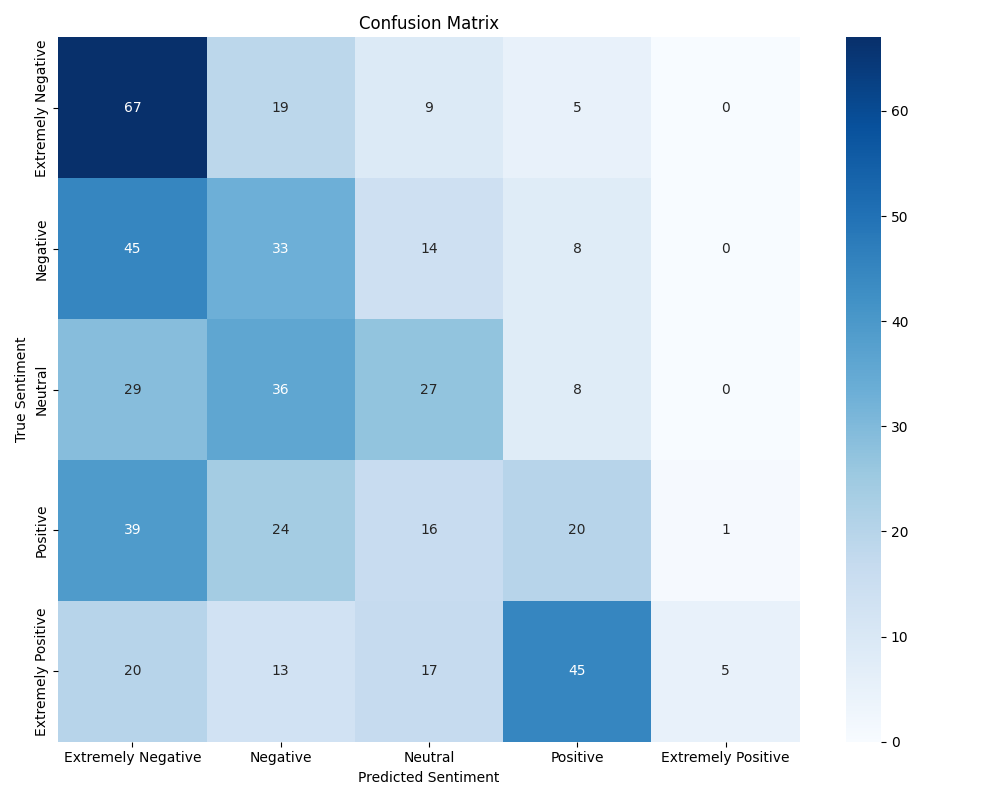 Confusion Matrix
Extremely Negative
67 19 9 5 0
Negative
45 33 14 8 0
Neutral
29 36 27 8 0
Positive
39 24 16 20 1
Extremely Positive
20 13 17 45 5
True Sentiment
Extremely Negative Negative Neutral Positive Extremely Positive
Predicted Sentiment
60
50
40
30
20
10
0